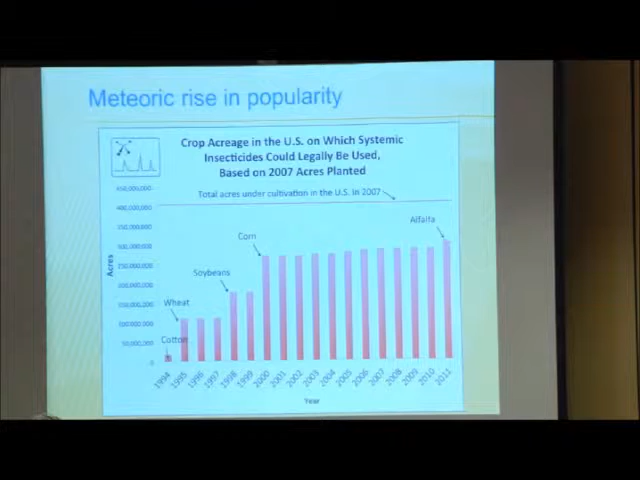 Meteoric rise in popularity
Crop Acreage in the U.S. on Which Systemic
Insecticides Could Legally Be Used,
Based on 2007 Acres Planted
450,000,000
Total acres under cultivation in the U.S. in 2007
400,000,000
350,000,000
Alfalfa
300,000,000
Corn
250,000,000
200,000,000
Soybeans
150,000,000
Wheat
100,000,000
50,000,000
Cotton
0
Acres
1994 1995 1996 1997 1998 1999 2000 2001 2002 2003 2004 2005 2006 2007 2008 2009 2010 2011
Year